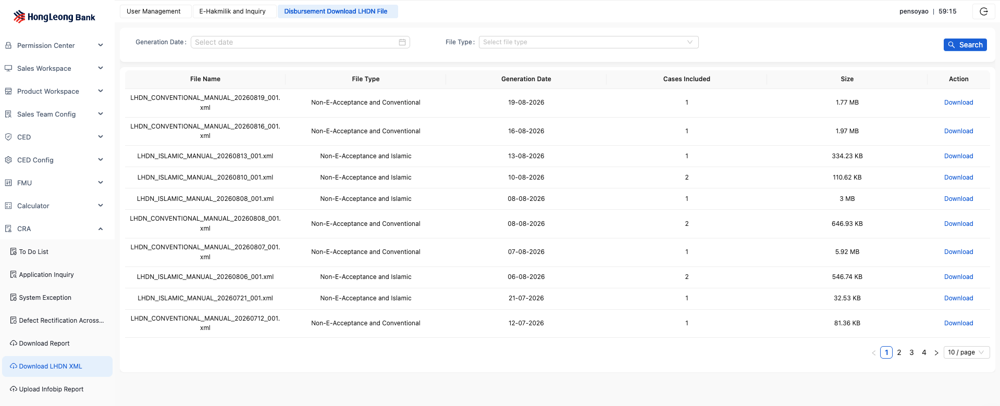 HongLeong Bank
User Management
E-Hakmilik and Inquiry
Disbursement Download LHDN File
pensoyao | 59:15
Permission Center
Sales Workspace
Product Workspace
Sales Team Config
CED
CED Config
FMU
Calculator
CRA
To Do List
Application Inquiry
System Exception
Defect Rectification Across...
Download Report
Download LHDN XML
Upload Infobip Report
Generation Date : Select date
File Type : Select file type
Search
File Name File Type Generation Date Cases Included Size Action
LHDN_CONVENTIONAL_MANUAL_20260819_001.
xml
Non-E-Acceptance and Conventional 19-08-2026 1 1.77 MB Download
LHDN_CONVENTIONAL_MANUAL_20260816_001.
xml
Non-E-Acceptance and Conventional 16-08-2026 1 1.97 MB Download
LHDN_ISLAMIC_MANUAL_20260813_001.xml Non-E-Acceptance and Islamic 13-08-2026 1 334.23 KB Download
LHDN_ISLAMIC_MANUAL_20260810_001.xml Non-E-Acceptance and Islamic 10-08-2026 2 110.62 KB Download
LHDN_ISLAMIC_MANUAL_20260808_001.xml Non-E-Acceptance and Islamic 08-08-2026 1 3 MB Download
LHDN_CONVENTIONAL_MANUAL_20260808_001.
xml
Non-E-Acceptance and Conventional 08-08-2026 2 646.93 KB Download
LHDN_CONVENTIONAL_MANUAL_20260807_001.
xml
Non-E-Acceptance and Conventional 07-08-2026 1 5.92 MB Download
LHDN_ISLAMIC_MANUAL_20260806_001.xml Non-E-Acceptance and Islamic 06-08-2026 2 546.74 KB Download
LHDN_ISLAMIC_MANUAL_20260721_001.xml Non-E-Acceptance and Islamic 21-07-2026 1 32.53 KB Download
LHDN_CONVENTIONAL_MANUAL_20260712_001.
xml
Non-E-Acceptance and Conventional 12-07-2026 1 81.36 KB Download
< 1 2 3 4 > 10 / page